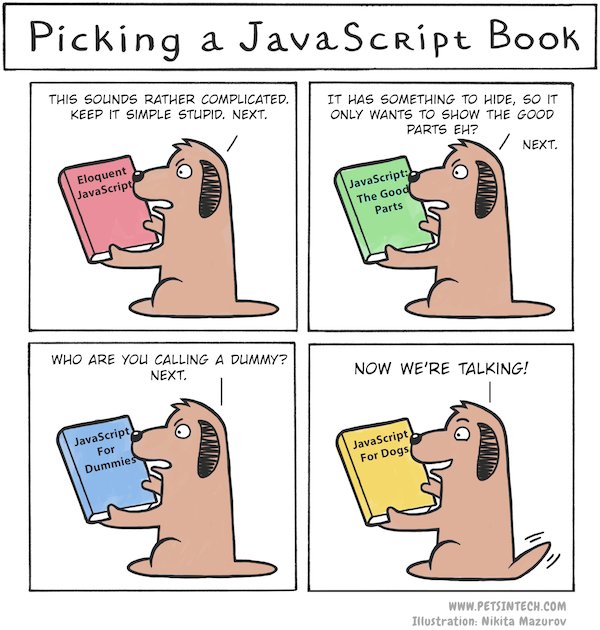 Picking a JavaScript Book
THIS SOUNDS RATHER COMPLICATED.
KEEP IT SIMPLE STUPID. NEXT.
Eloquent
JavaScript
IT HAS SOMETHING TO HIDE, SO IT
ONLY WANTS TO SHOW THE GOOD
PARTS EH?
NEXT.
JavaScript:
The Good
Parts
WHO ARE YOU CALLING A DUMMY?
NEXT.
JavaScript
For
Dummies
NOW WE'RE TALKING!
JavaScript
For Dogs
WWW.PETSINTECH.COM
Illustration: Nikita Mazurov